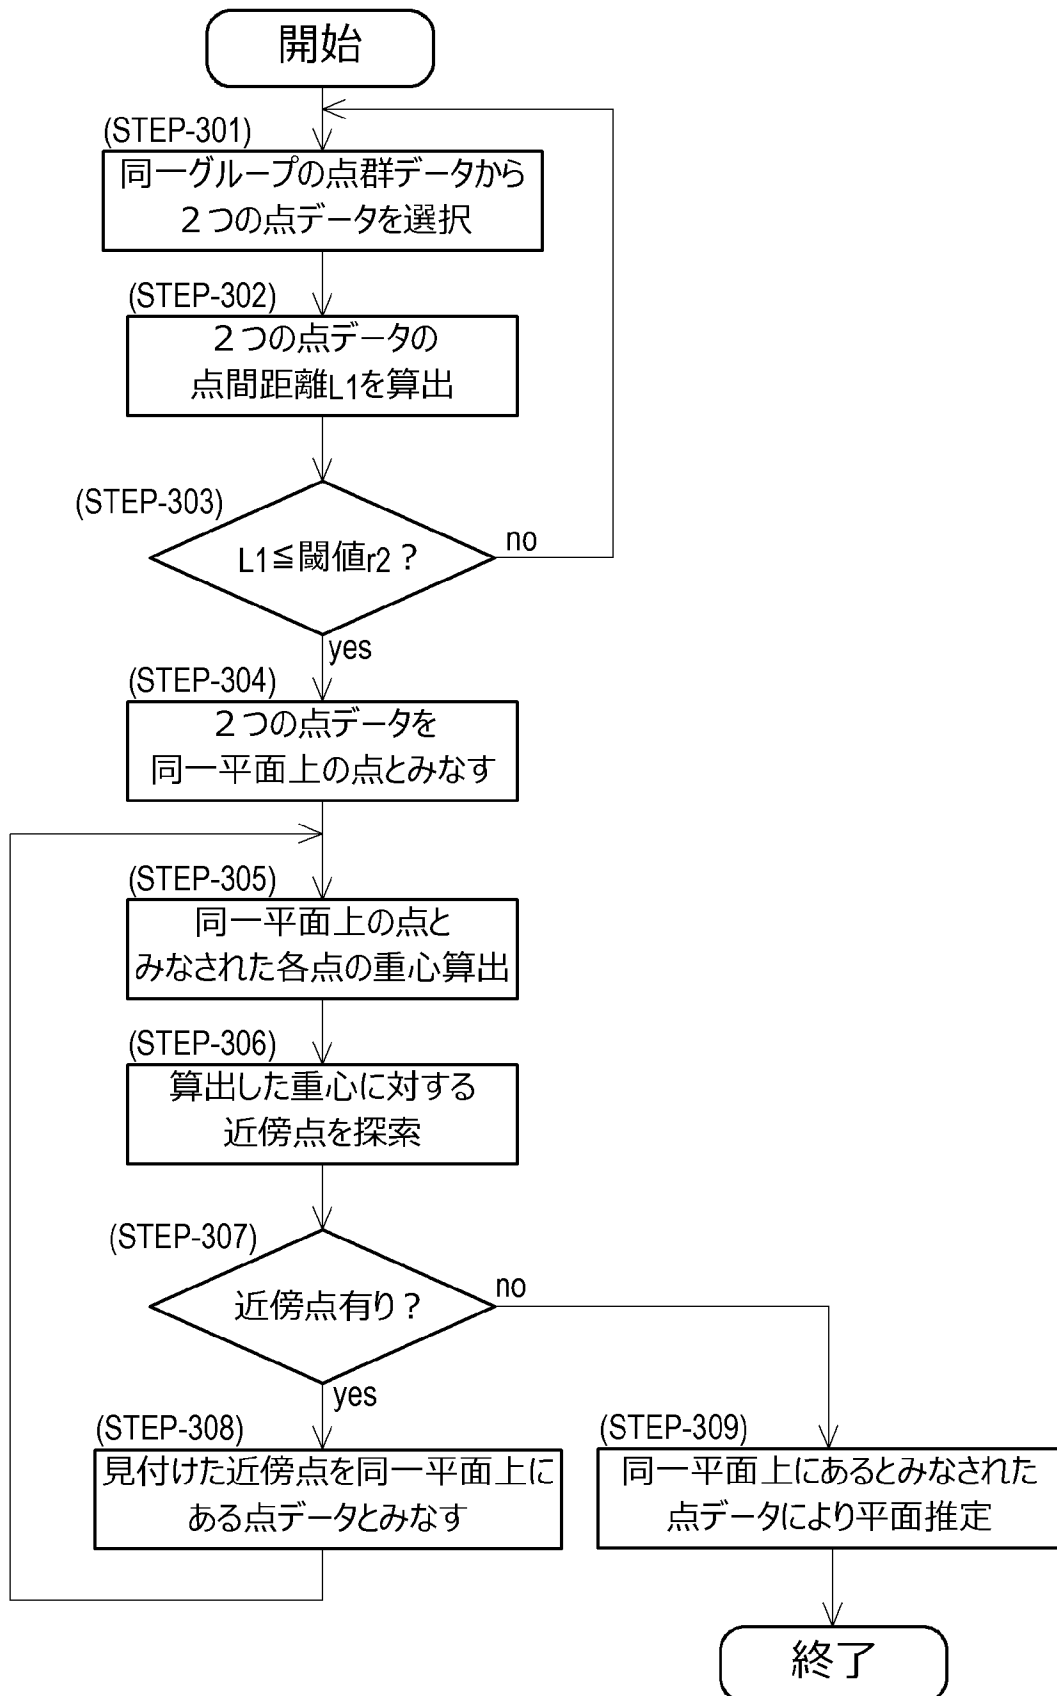 開始
(STEP-301)
同一グループの点群データから
２つの点データを選択
(STEP-302)
２つの点データの
点間距離L1を算出
(STEP-303)
L1≦閾値r2？
no
yes
(STEP-304)
２つの点データを
同一平面上の点とみなす
(STEP-305)
同一平面上の点と
みなされた各点の重心算出
(STEP-306)
算出した重心に対する
近傍点を探索
(STEP-307)
近傍点有り？
no
yes
(STEP-308)
見付けた近傍点を同一平面上に
ある点データとみなす
(STEP-309)
同一平面上にあるとみなされた
点データにより平面推定
終了